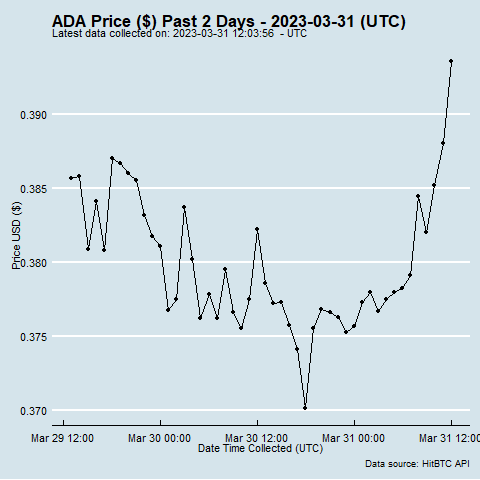 ADA Price ($) Past 2 Days - 2023-03-31 (UTC)
Latest data collected on: 2023-03-31 12:03:56  - UTC
Price USD ($)
0.390
0.385
0.380
0.375
0.370
Mar 29 12:00 Mar 30 00:00 Mar 30 12:00 Mar 31 00:00 Mar 31 12:00
Date Time Collected (UTC)
Data source: HitBTC API